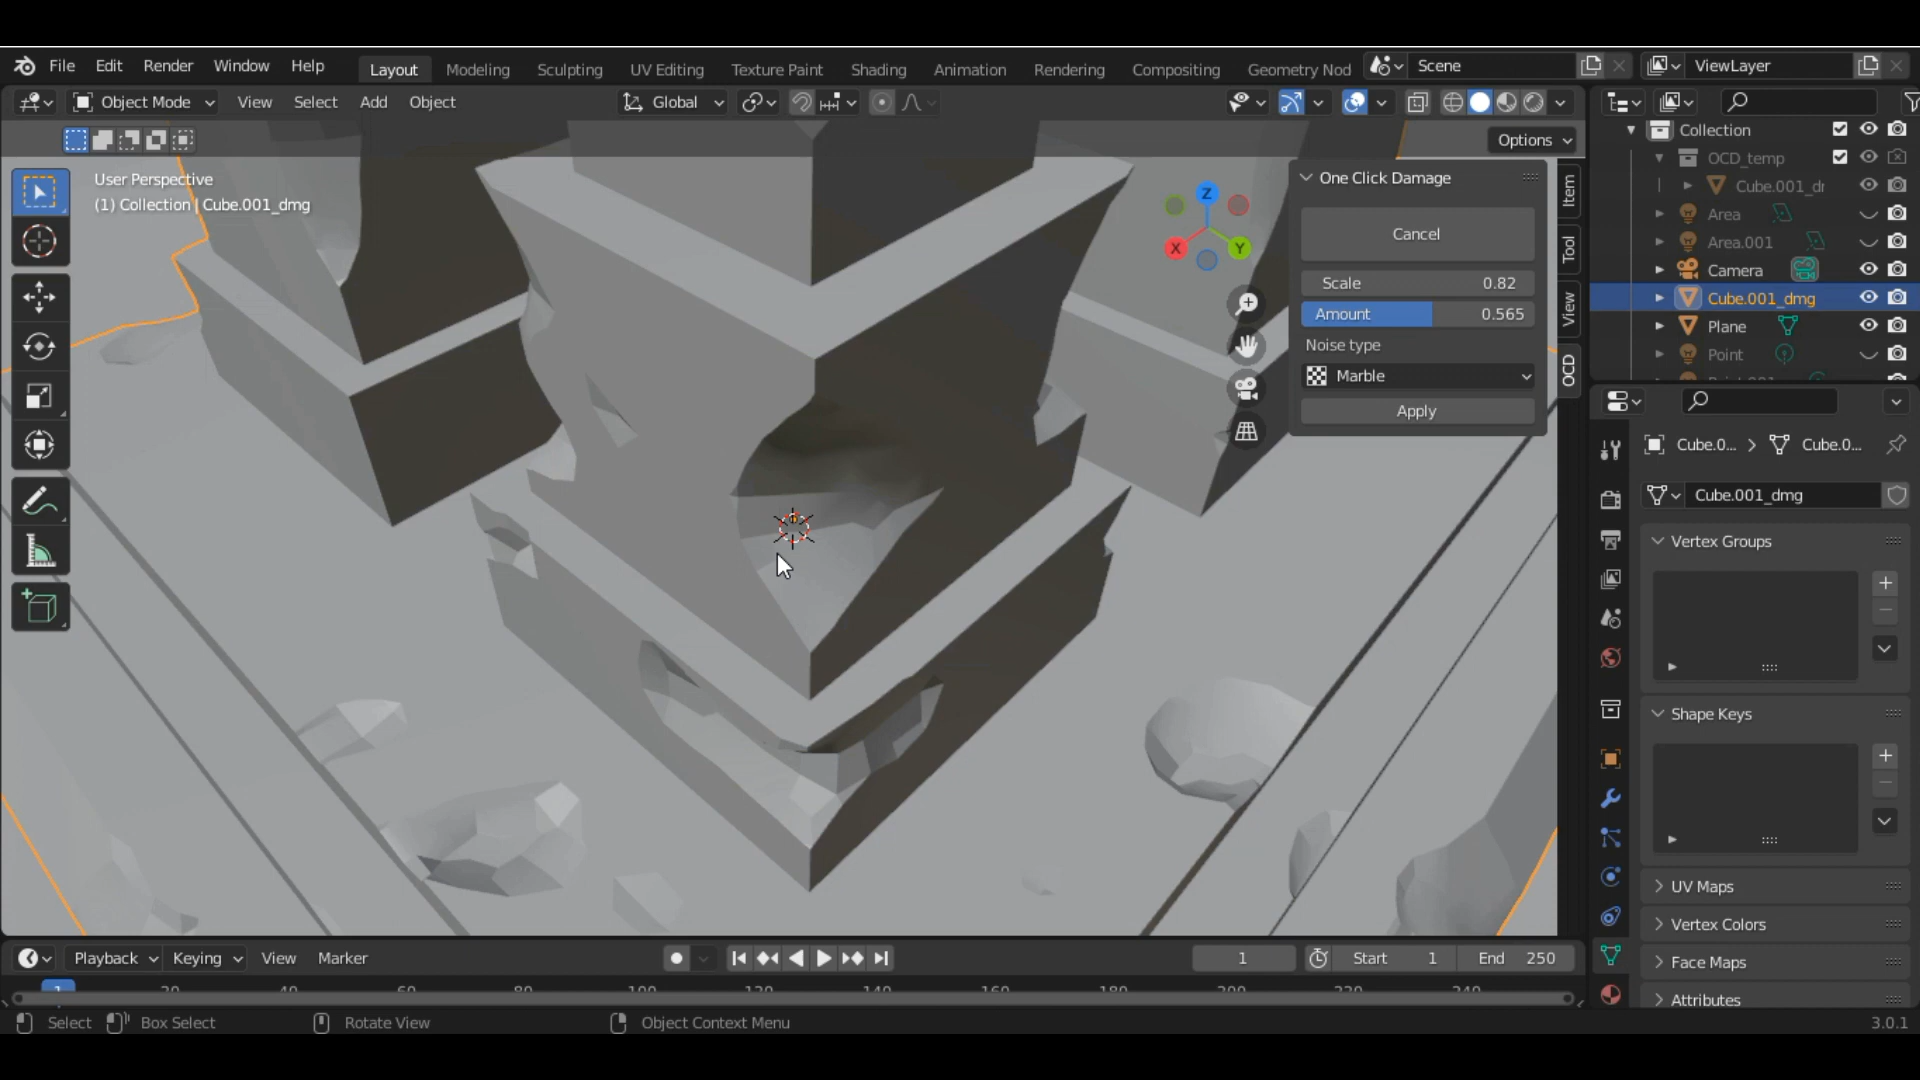 File Edit Render Window Help Layout Modeling Sculpting UV Editing Texture Paint Shading Animation Rendering Compositing Geometry Nod Scene ViewLayer
Object Mode View Select Add Object Global
Options
User Perspective
(1) Collection | Cube.001_dmg
One Click Damage
Cancel
Scale 0.82
Amount 0.565
Noise type
Marble
Apply
Item
Tool
View
OCD
Z
X
Y
Collection
OCD_temp
Cube.001_dr
Area
Area.001
Camera
Cube.001_dmg
Plane
Point
Cube.0... > Cube.0...
Cube.001_dmg
Vertex Groups
Shape Keys
UV Maps
Vertex Colors
Face Maps
Attributes
Playback Keying View Marker 1 Start 1 End 250
1 20 40 60 80 100 120 140 160 180 200 220 240
Select Box Select Rotate View Object Context Menu 3.0.1